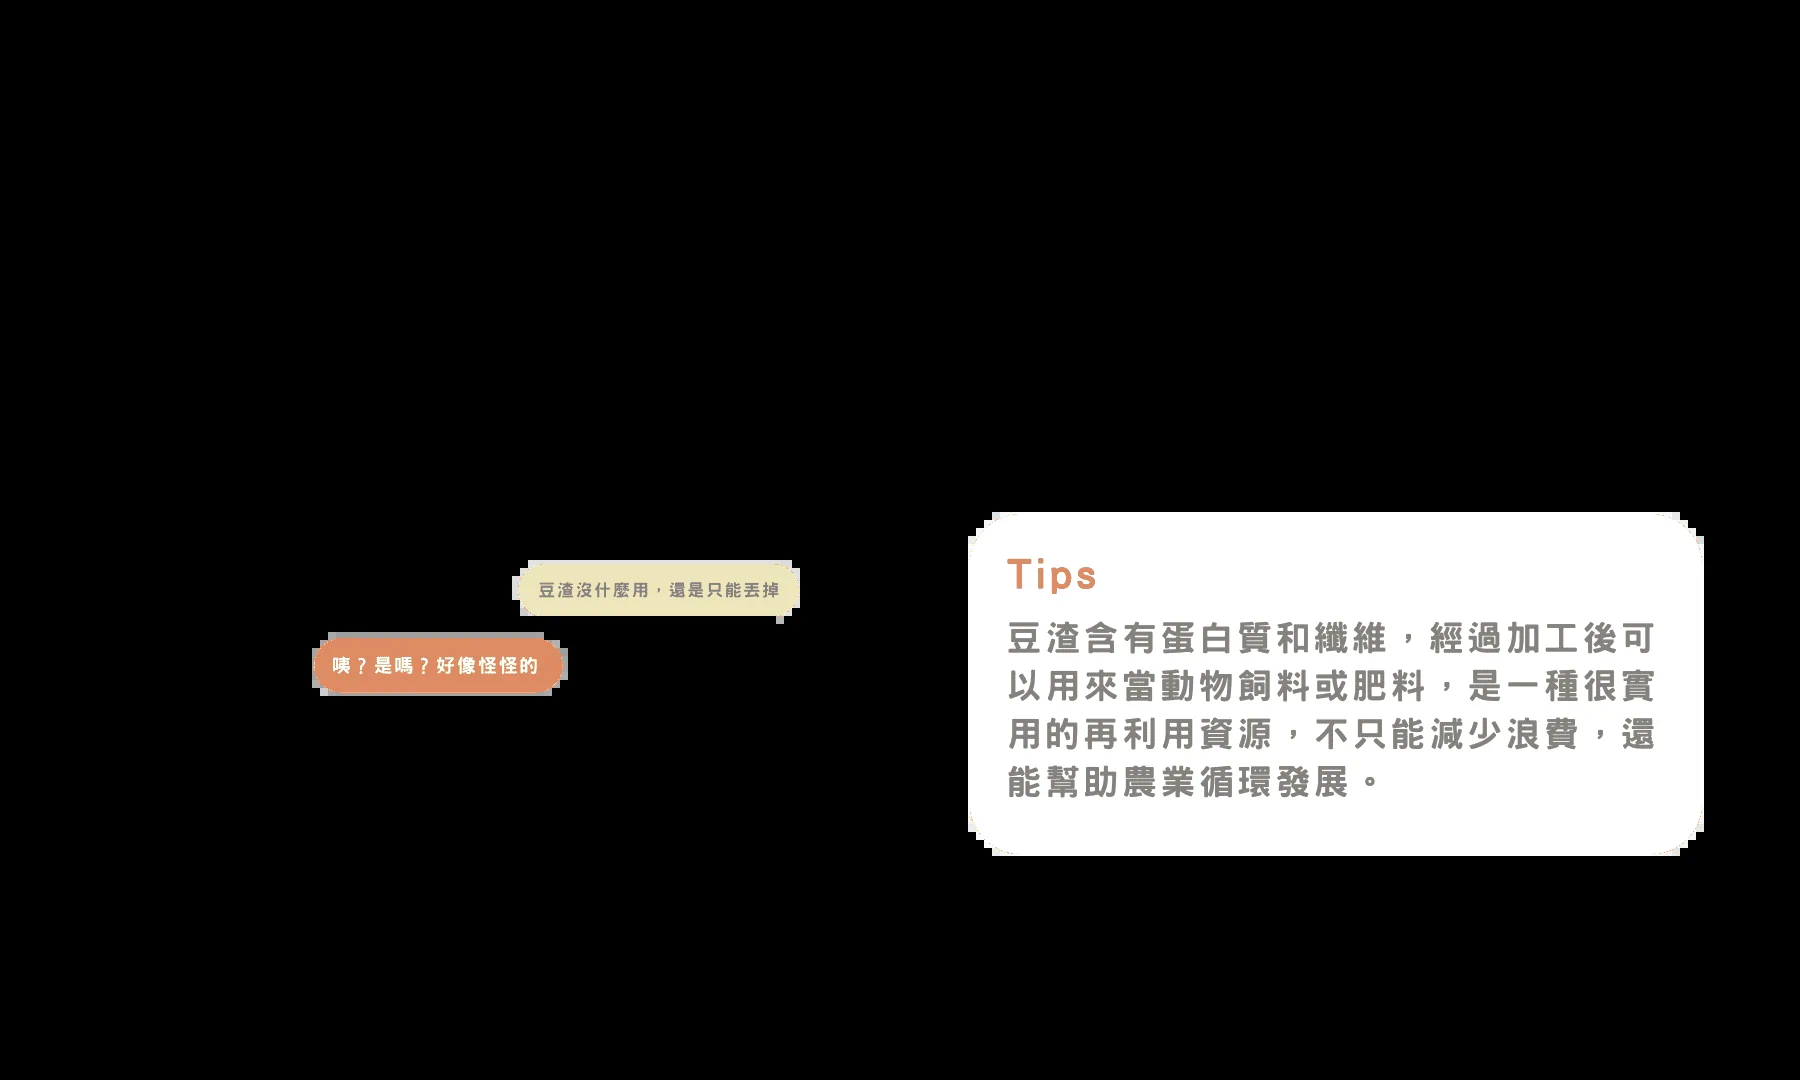 豆渣沒什麼用，還是只能丟掉
咦？是嗎？好像怪怪的
Tips
豆渣含有蛋白質和纖維，經過加工後可
以用來當動物飼料或肥料，是一種很實
用的再利用資源，不只能減少浪費，還
能幫助農業循環發展。